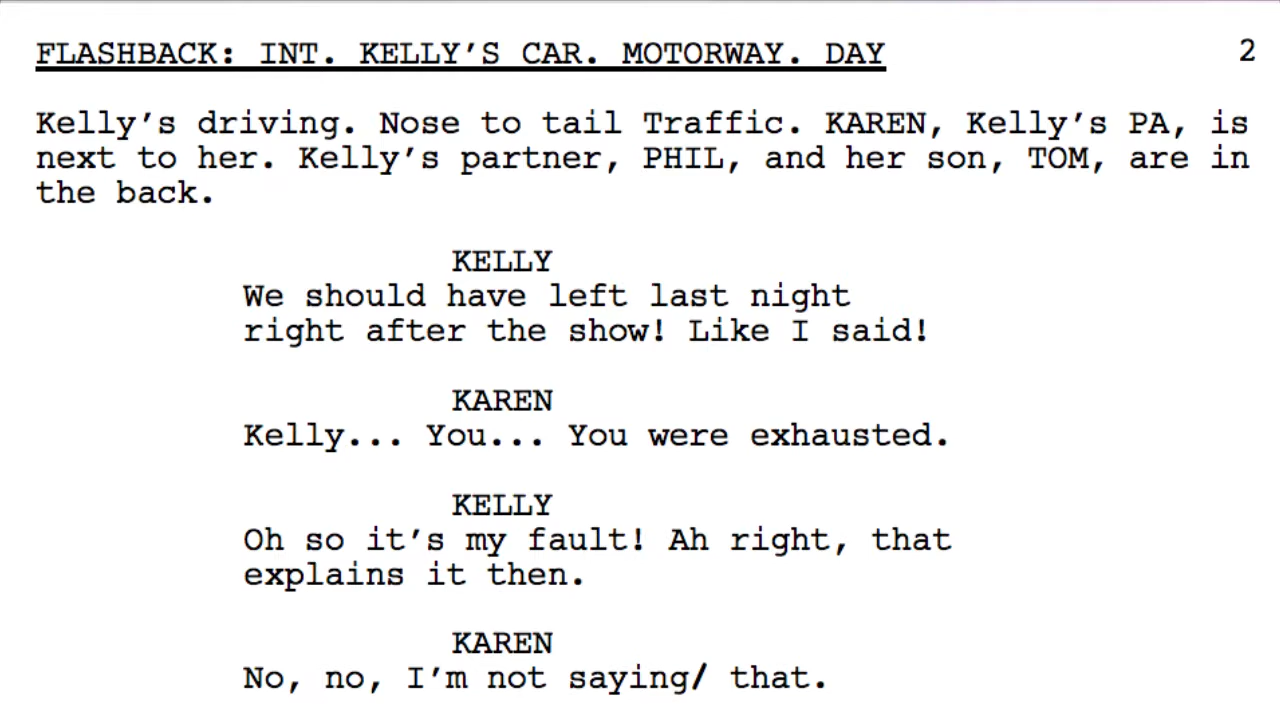 FLASHBACK: INT. KELLY’S CAR. MOTORWAY. DAY 2
Kelly’s driving. Nose to tail Traffic. KAREN, Kelly’s PA, is
next to her. Kelly’s partner, PHIL, and her son, TOM, are in
the back.
KELLY
We should have left last night
right after the show! Like I said!
KAREN
Kelly... You... You were exhausted.
KELLY
Oh so it’s my fault! Ah right, that
explains it then.
KAREN
No, no, I’m not saying/ that.